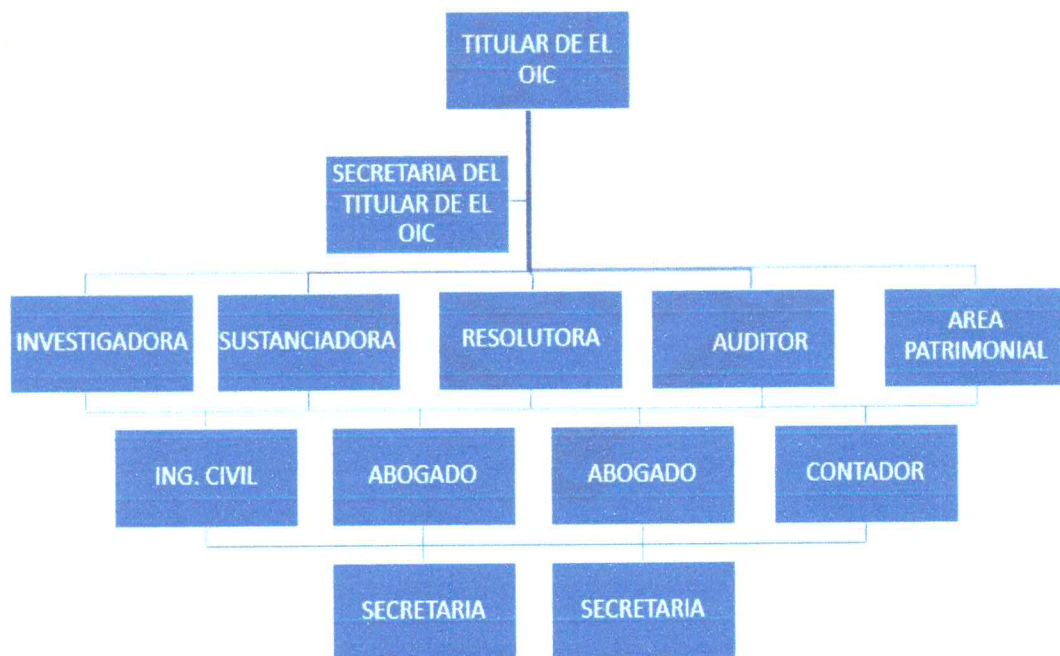 TITULAR DE EL
OIC
SECRETARIA DEL
TITULAR DE EL
OIC
INVESTIGADORA
SUSTANCIADORA
RESOLUTORA
AUDITOR
AREA
PATRIMONIAL
ING. CIVIL
ABOGADO
ABOGADO
CONTADOR
SECRETARIA
SECRETARIA